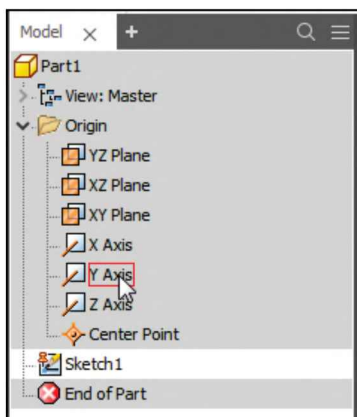 Model
Part1
View: Master
Origin
YZ Plane
XZ Plane
XY Plane
X Axis
Y Axis
Z Axis
Center Point
Sketch1
End of Part